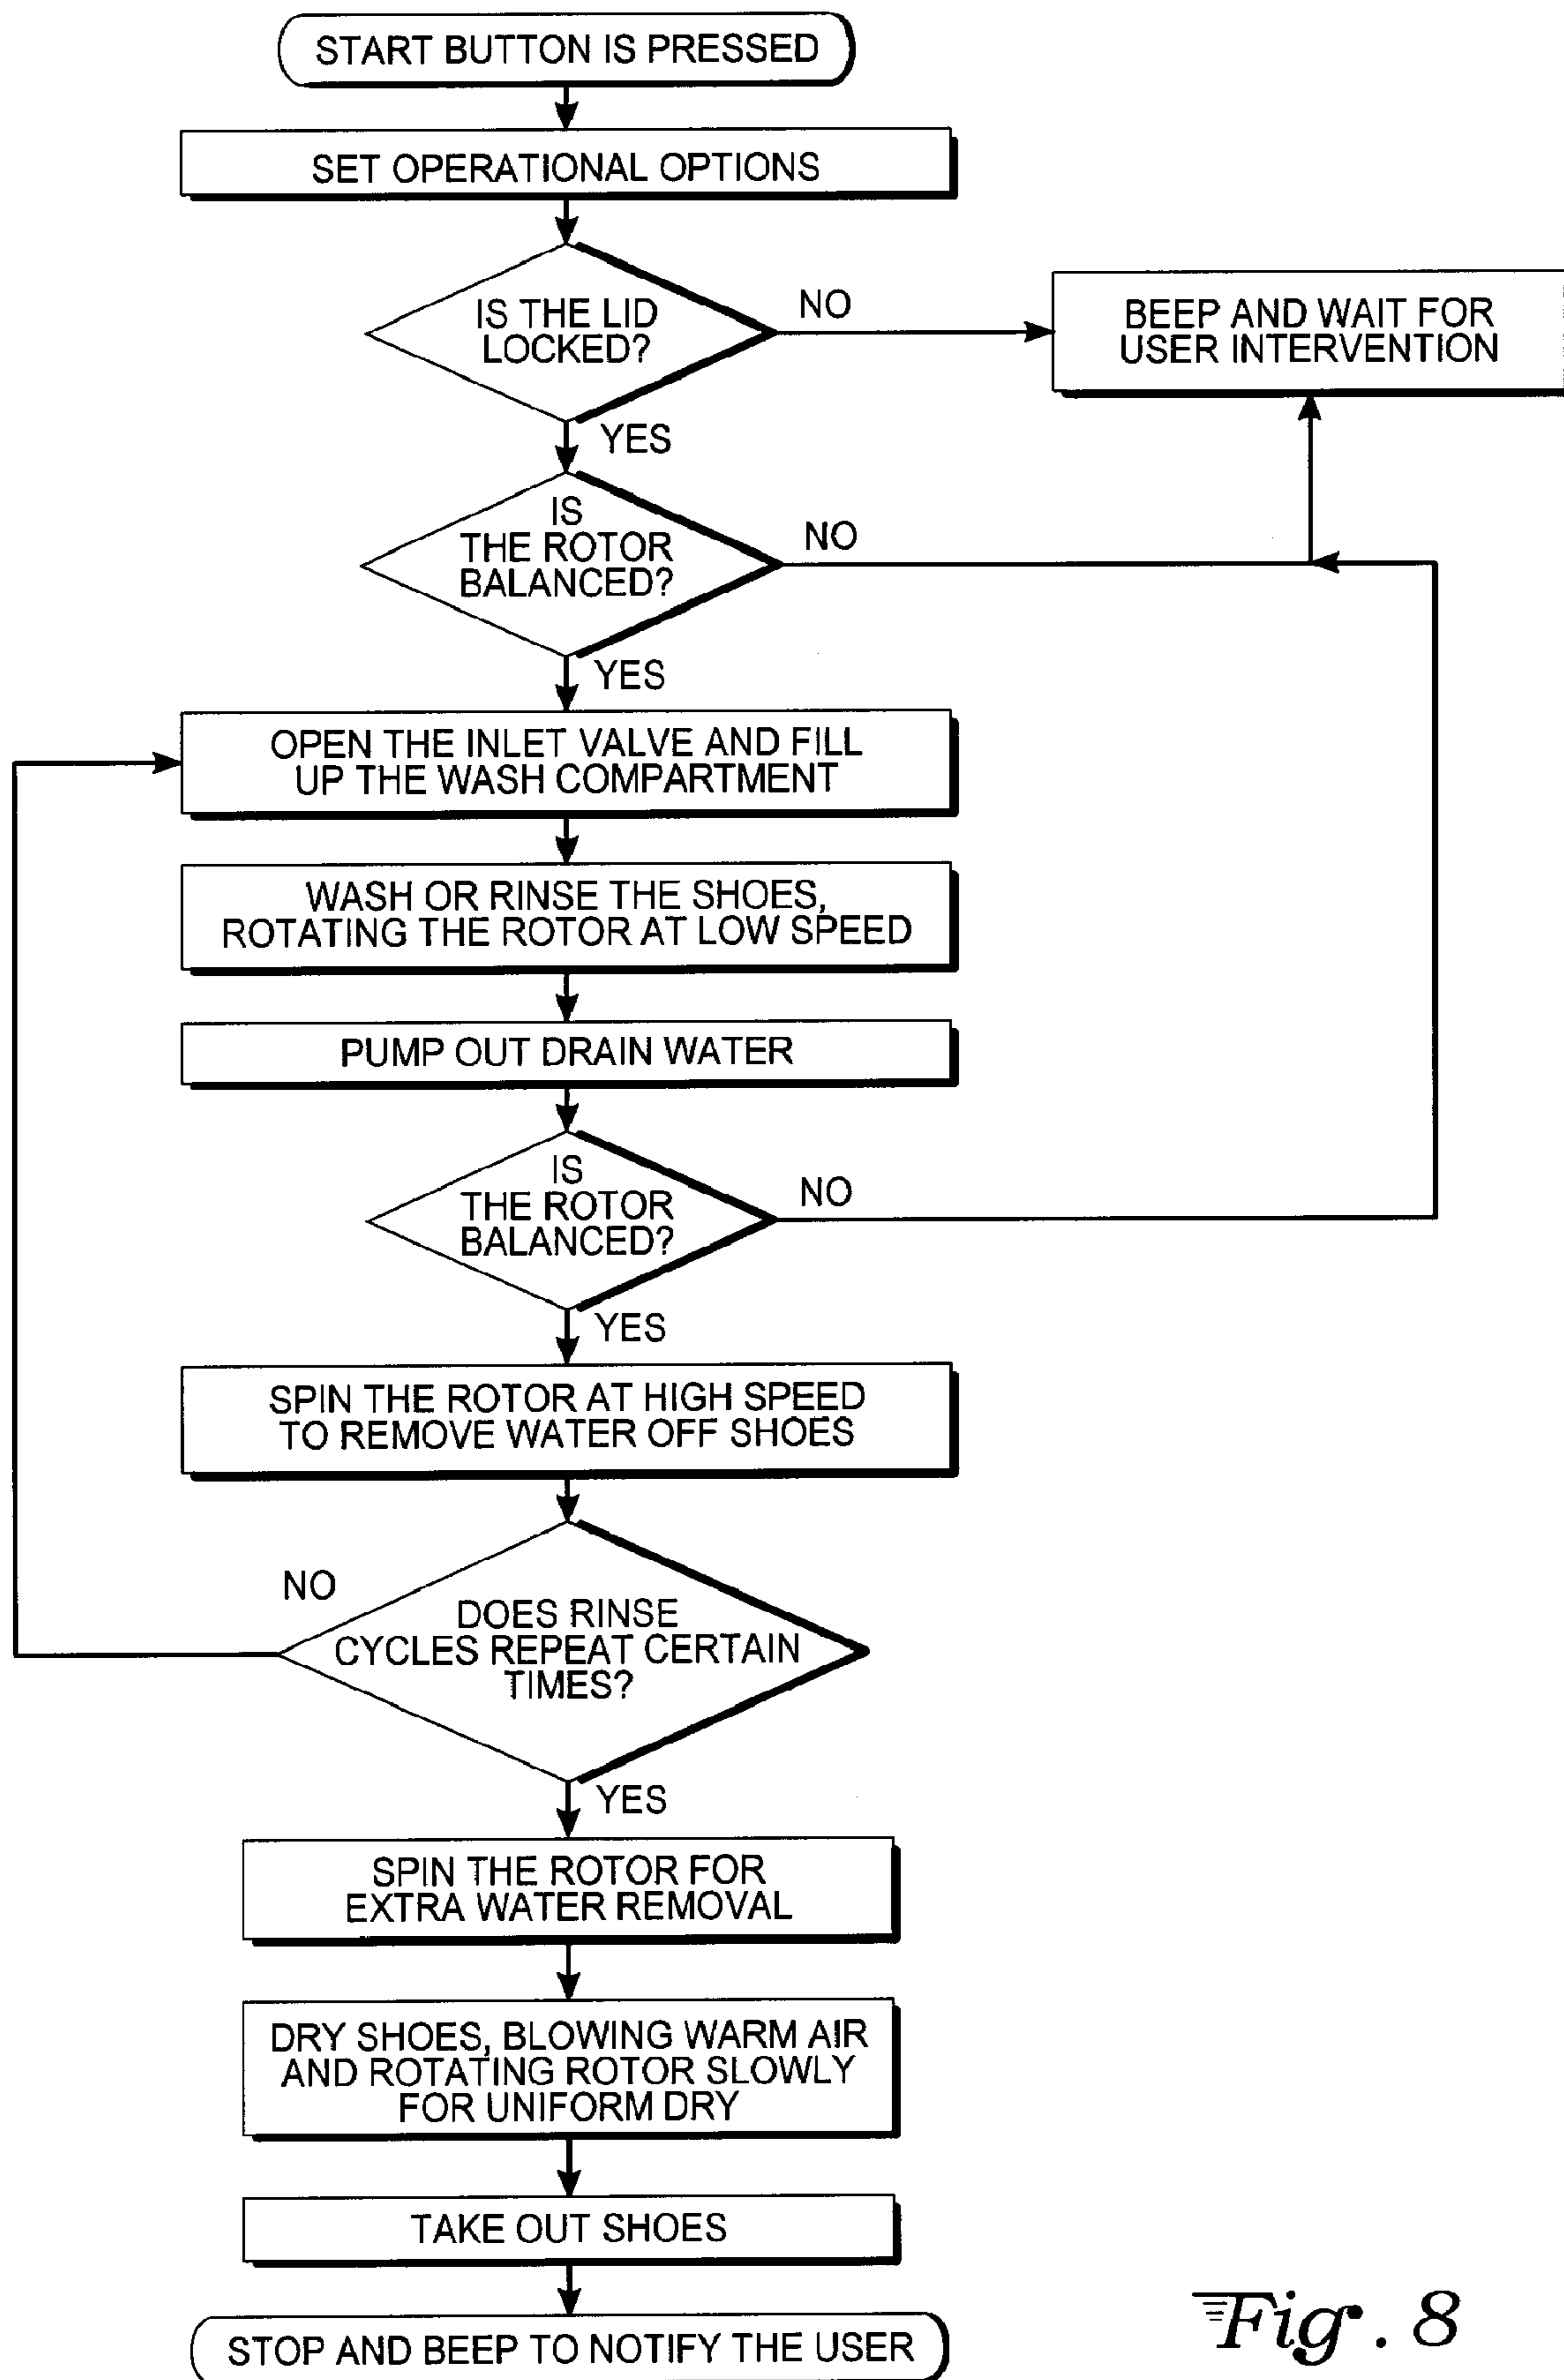 START BUTTON IS PRESSED
SET OPERATIONAL OPTIONS
IS THE LID
LOCKED?
NO
BEEP AND WAIT FOR
USER INTERVENTION
YES
IS
THE ROTOR
BALANCED?
NO
YES
OPEN THE INLET VALVE AND FILL
UP THE WASH COMPARTMENT
WASH OR RINSE THE SHOES,
ROTATING THE ROTOR AT LOW SPEED
PUMP OUT DRAIN WATER
IS
THE ROTOR
BALANCED?
NO
YES
SPIN THE ROTOR AT HIGH SPEED
TO REMOVE WATER OFF SHOES
NO
DOES RINSE
CYCLES REPEAT CERTAIN
TIMES?
YES
SPIN THE ROTOR FOR
EXTRA WATER REMOVAL
DRY SHOES, BLOWING WARM AIR
AND ROTATING ROTOR SLOWLY
FOR UNIFORM DRY
TAKE OUT SHOES
STOP AND BEEP TO NOTIFY THE USER
Fig. 8